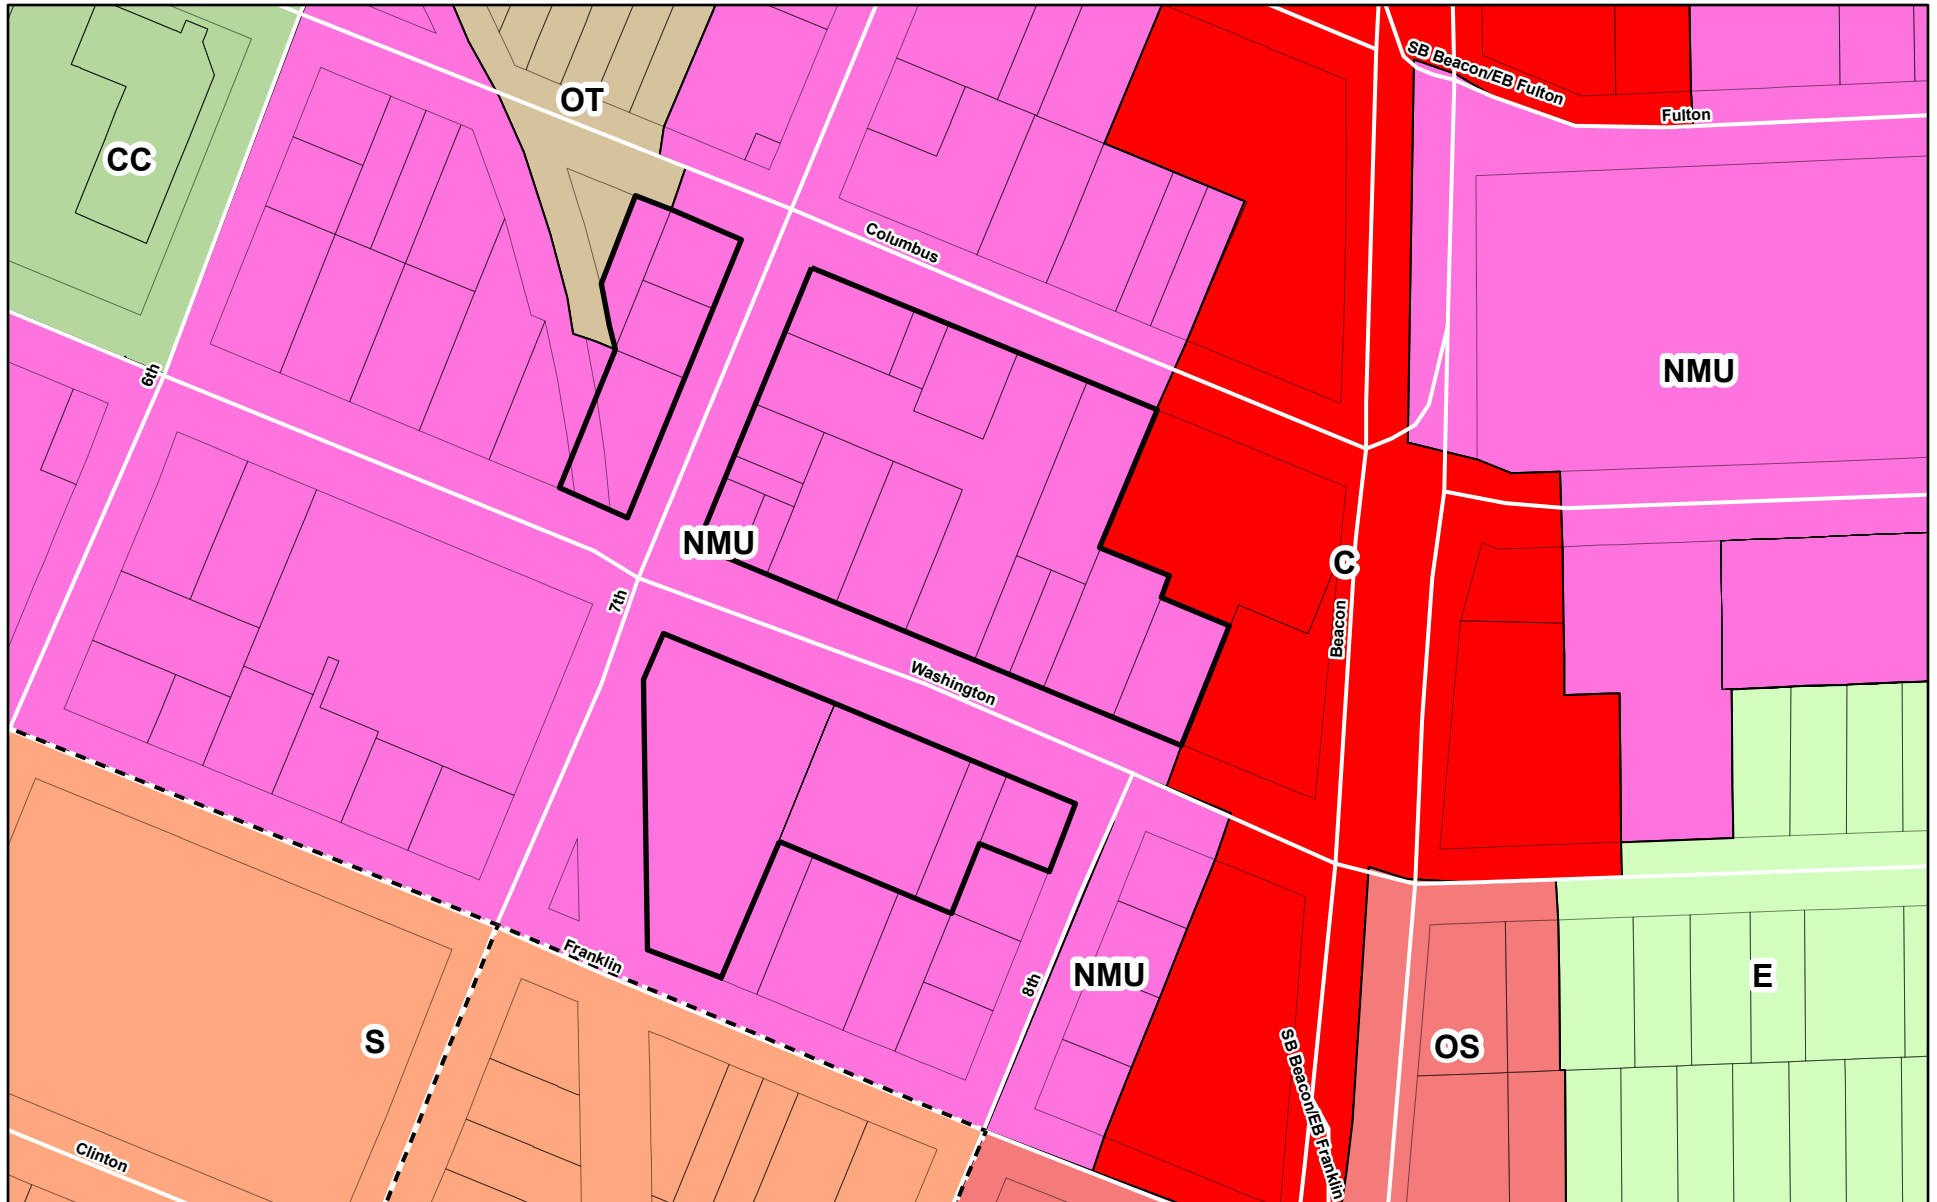 SB Beacon/EB Fulton
OT
Fulton
CC
Columbus
NMU
6th
NMU
C
7th
Beacon
Washington
Franklin
8th
NMU
E
S
OS
SB Beacon/EB Franklin
Clinton